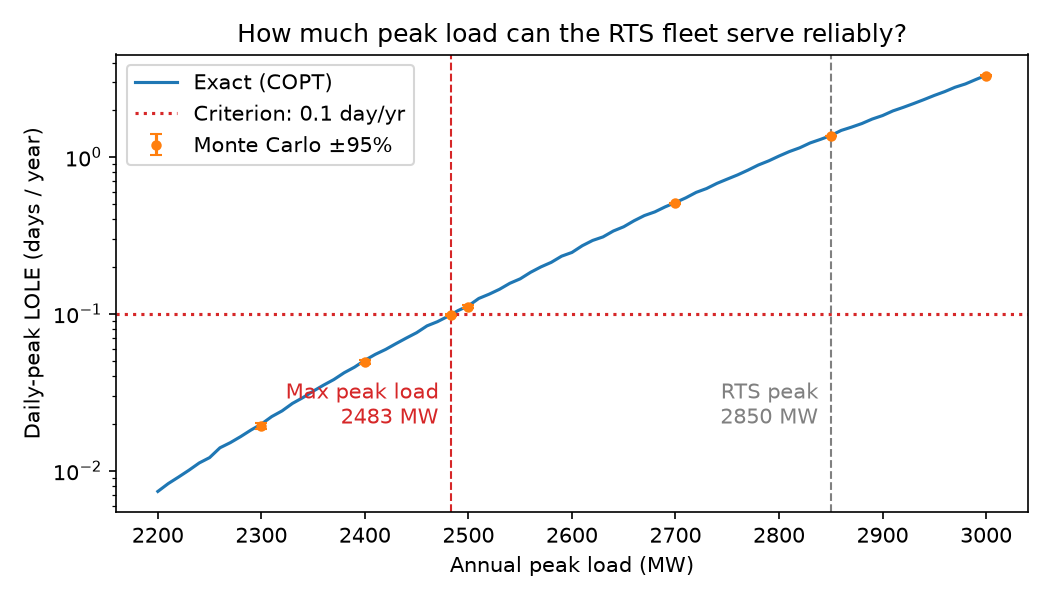 How much peak load can the RTS fleet serve reliably?
Exact (COPT)
Criterion: 0.1 day/yr
Monte Carlo ±95%
Daily-peak LOLE (days / year)
10⁰
10⁻¹
10⁻²
Max peak load
2483 MW
RTS peak
2850 MW
2200 2300 2400 2500 2600 2700 2800 2900 3000
Annual peak load (MW)